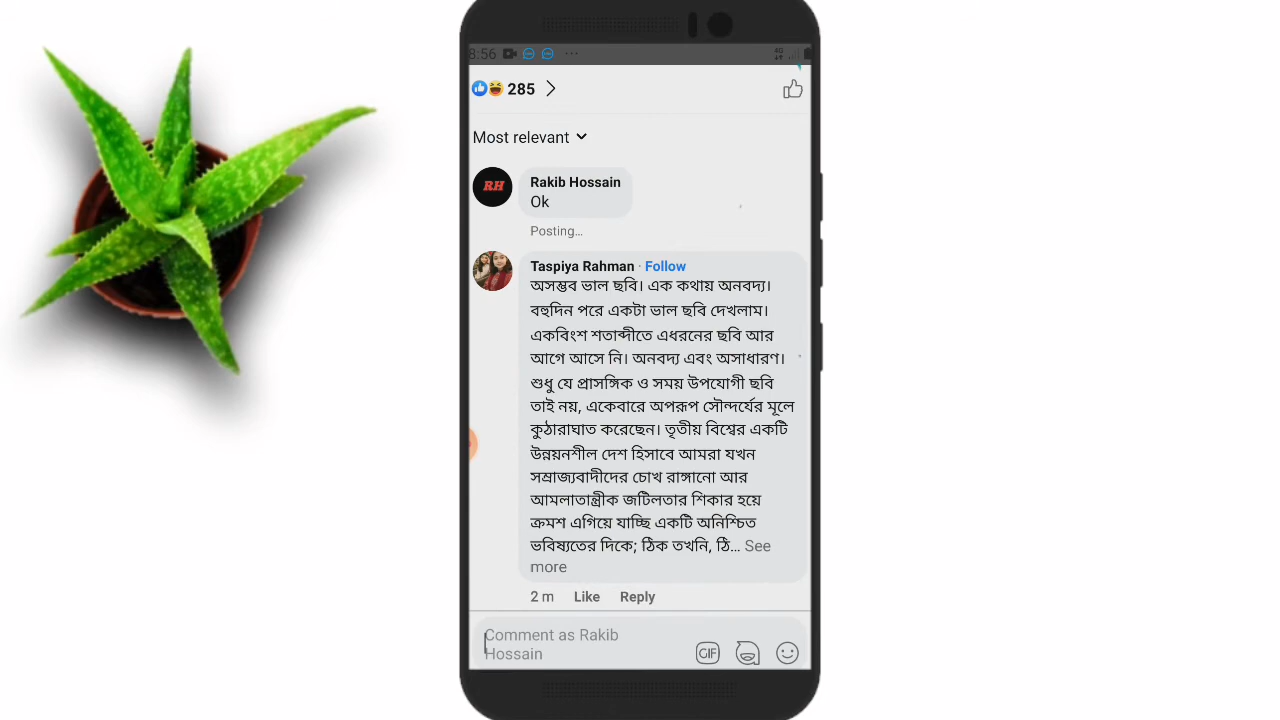 8:56
4G
285
Most relevant
RH
Rakib Hossain
Ok
Posting...
Taspiya Rahman · Follow
অসম্ভব ভাল ছবি। এক কথায় অনবদ্য।
বহুদিন পরে একটা ভাল ছবি দেখলাম।
একবিংশ শতাব্দীতে এধরনের ছবি আর
আগে আসে নি। অনবদ্য এবং অসাধারণ।
শুধু যে প্রাসঙ্গিক ও সময় উপযোগী ছবি
তাই নয়, একেবারে অপরূপ সৌন্দর্যের মূলে
কুঠারাঘাত করেছেন। তৃতীয় বিশ্বের একটি
উন্নয়নশীল দেশ হিসাবে আমরা যখন
সম্রাজ্যবাদীদের চোখ রাঙ্গানো আর
আমলাতান্ত্রীক জটিলতার শিকার হয়ে
ক্রমশ এগিয়ে যাচ্ছি একটি অনিশ্চিত
ভবিষ্যতের দিকে; ঠিক তখনি, ঠি... See
more
2 m Like Reply
Comment as Rakib
Hossain
GIF